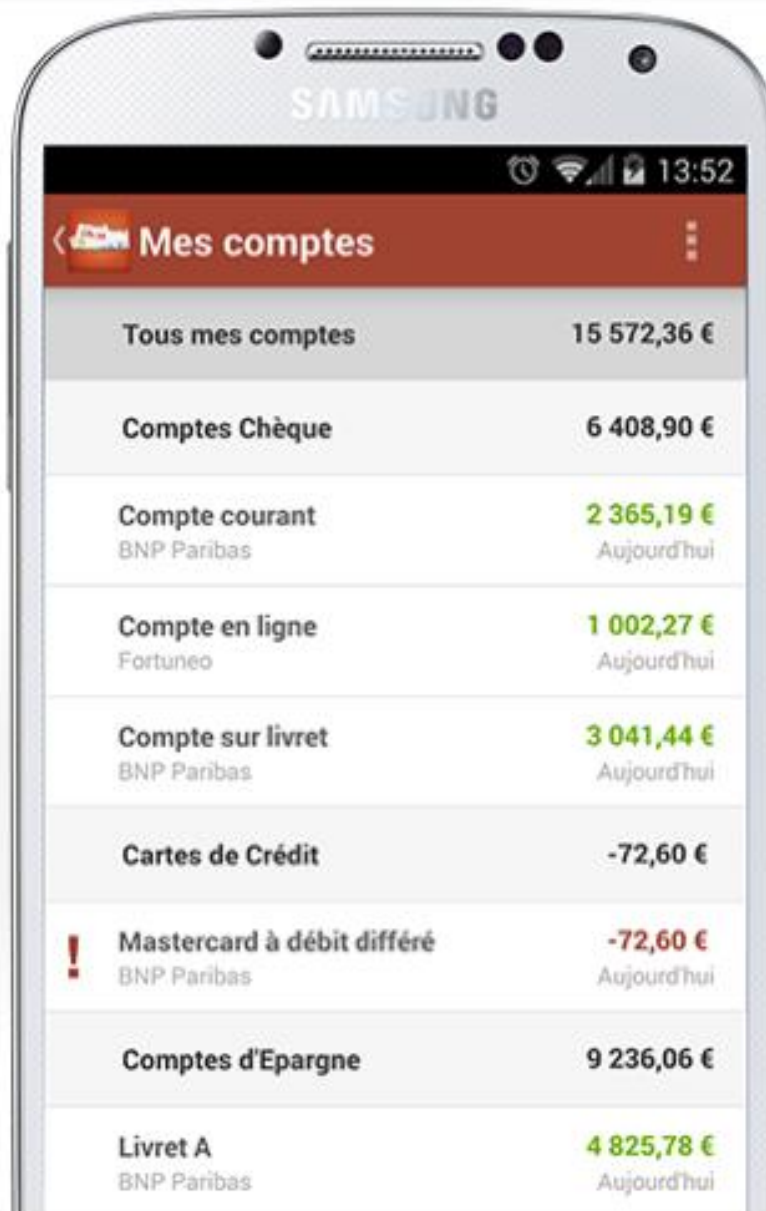 SAMSUNG
13:52
Mes comptes
Tous mes comptes 15 572,36 €
Comptes Chèque 6 408,90 €
Compte courant 2 365,19 €
BNP Paribas Aujourd'hui
Compte en ligne 1 002,27 €
Fortuneo Aujourd'hui
Compte sur livret 3 041,44 €
BNP Paribas Aujourd'hui
Cartes de Crédit -72,60 €
! Mastercard à débit différé -72,60 €
BNP Paribas Aujourd'hui
Comptes d'Epargne 9 236,06 €
Livret A 4 825,78 €
BNP Paribas Aujourd'hui